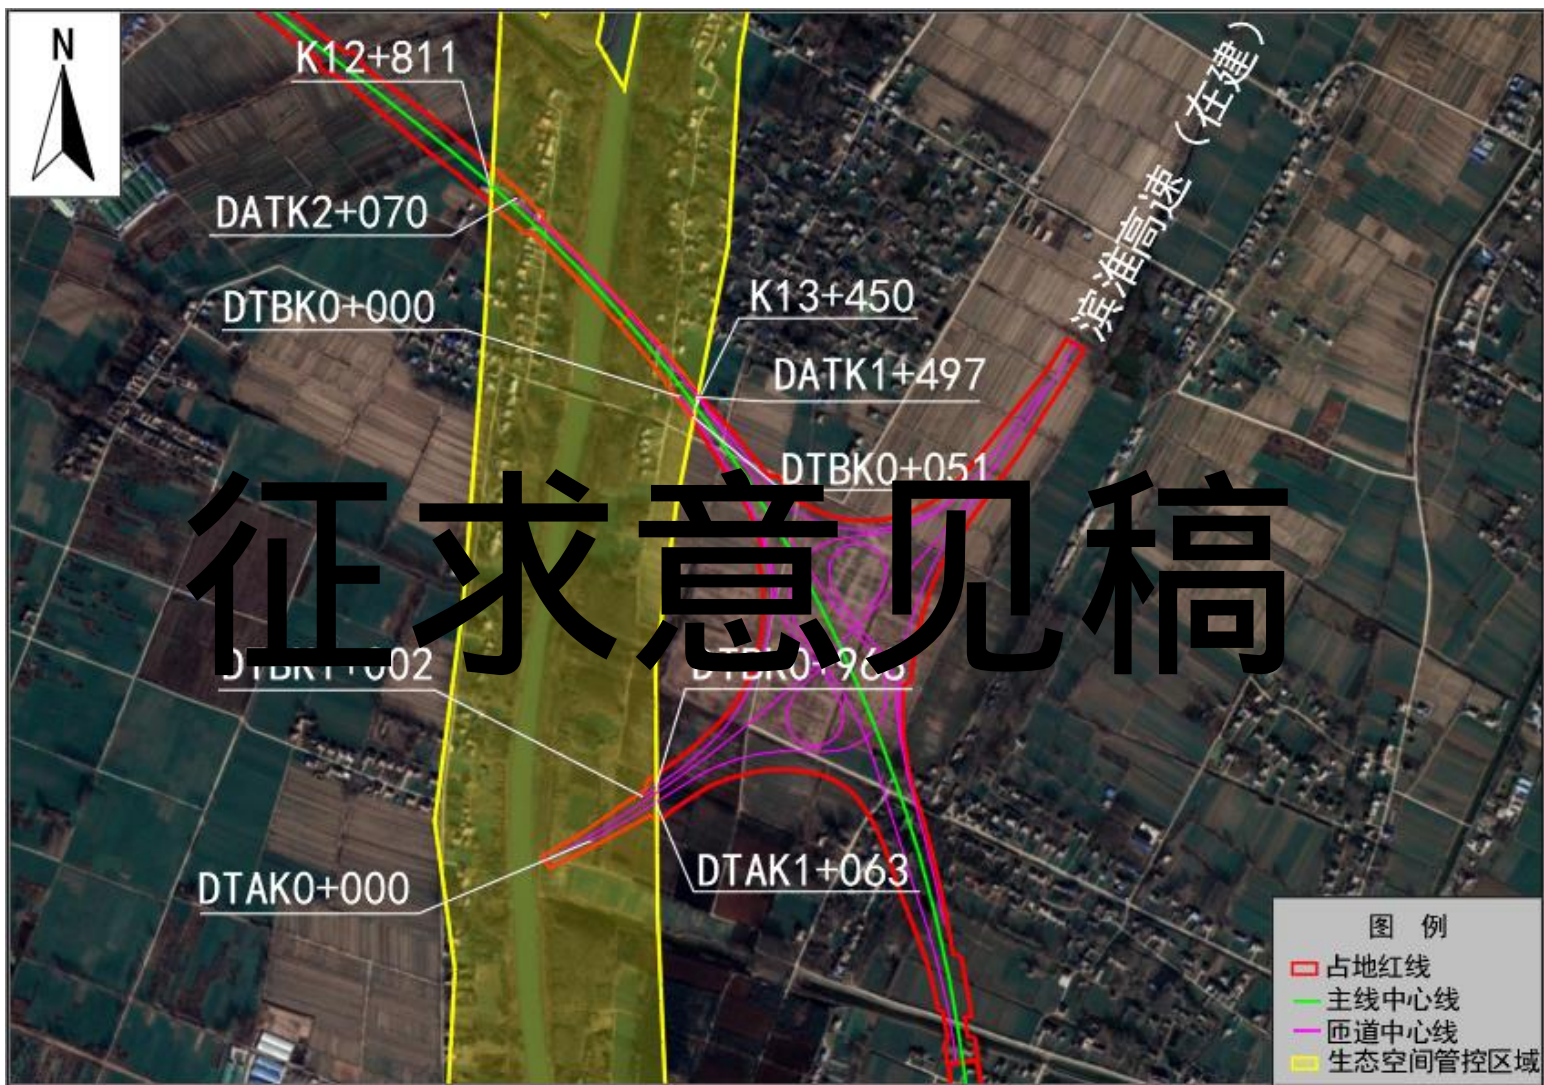 N
K12+811
DATK2+070
DTBK0+000
K13+450
DATK1+497
DTBK0+051
滨淮高速（在建）
征求意见稿
DTBK1+002
DTAK0+000
DTAK1+063
图 例
占地红线
主线中心线
匝道中心线
生态空间管控区域